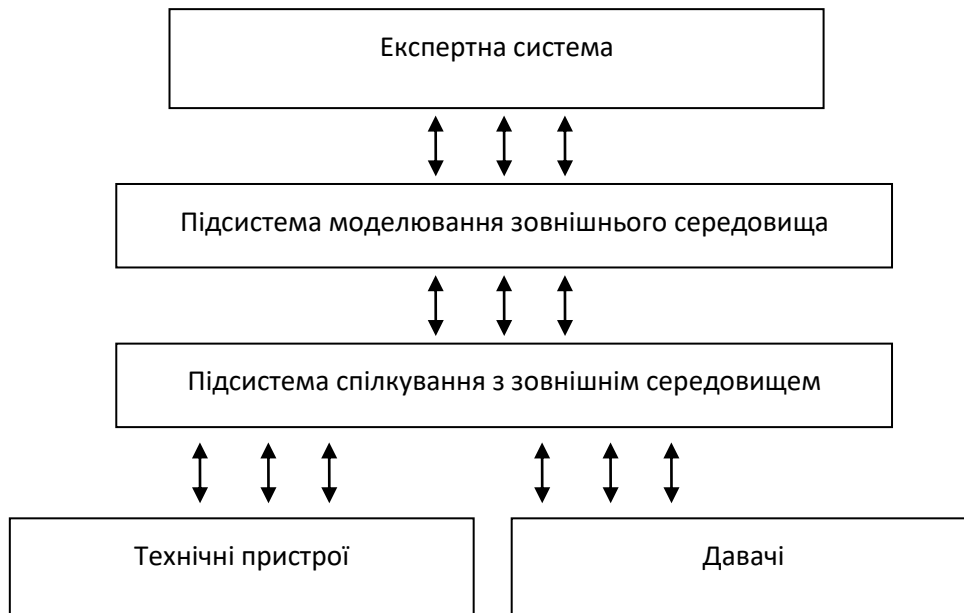 Експертна система
Підсистема моделювання зовнішнього середовища
Підсистема спілкування з зовнішнім середовищем
Технічні пристрої
Давачі